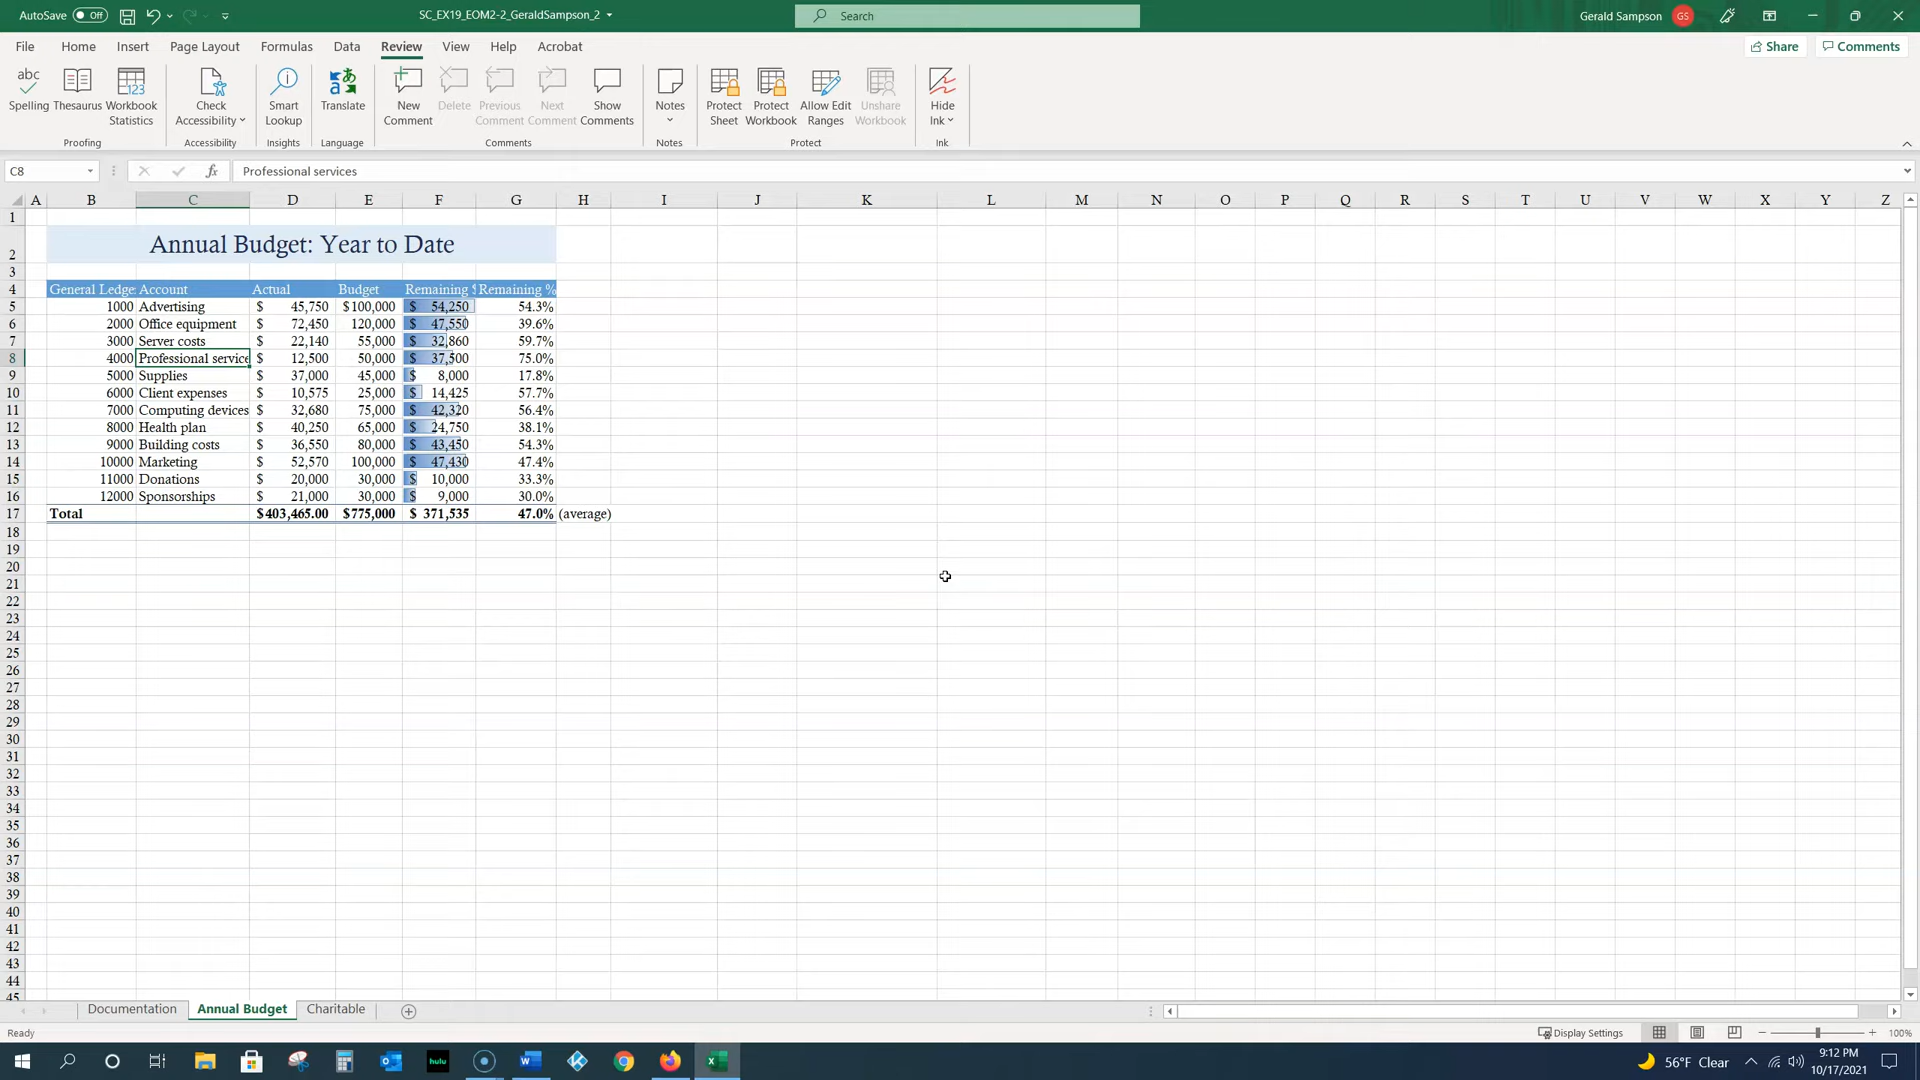 AutoSave Off SC_EX19_EOM2-2_GeraldSampson_2 Search Gerald Sampson GS
File Home Insert Page Layout Formulas Data Review View Help Acrobat Share Comments
abc Spelling Thesaurus Workbook Statistics Check Accessibility Smart Lookup Translate New Comment Delete Previous Comment Next Comment Show Comments Notes Protect Sheet Protect Workbook Allow Edit Ranges Unshare Workbook Hide Ink
Proofing Accessibility Insights Language Comments Notes Protect Ink
C8 fx Professional services
A B C D E F G H I J K L M N O P Q R S T U V W X Y Z
1
2 Annual Budget: Year to Date
3
4 General Ledge Account Actual Budget Remaining $ Remaining %
5 1000 Advertising $ 45,750 $100,000 $ 54,250 54.3%
6 2000 Office equipment $ 72,450 120,000 $ 47,550 39.6%
7 3000 Server costs $ 22,140 55,000 $ 32,860 59.7%
8 4000 Professional service $ 12,500 50,000 $ 37,500 75.0%
9 5000 Supplies $ 37,000 45,000 $ 8,000 17.8%
10 6000 Client expenses $ 10,575 25,000 $ 14,425 57.7%
11 7000 Computing devices $ 32,680 75,000 $ 42,320 56.4%
12 8000 Health plan $ 40,250 65,000 $ 24,750 38.1%
13 9000 Building costs $ 36,550 80,000 $ 43,450 54.3%
14 10000 Marketing $ 52,570 100,000 $ 47,430 47.4%
15 11000 Donations $ 20,000 30,000 $ 10,000 33.3%
16 12000 Sponsorships $ 21,000 30,000 $ 9,000 30.0%
17 Total $403,465.00 $775,000 $ 371,535 47.0% (average)
18
19
20
21
22
23
24
25
26
27
28
29
30
31
32
33
34
35
36
37
38
39
40
41
42
43
44
45
Documentation Annual Budget Charitable
Ready Display Settings 100%
hulu 56°F Clear 9:12 PM
10/17/2021